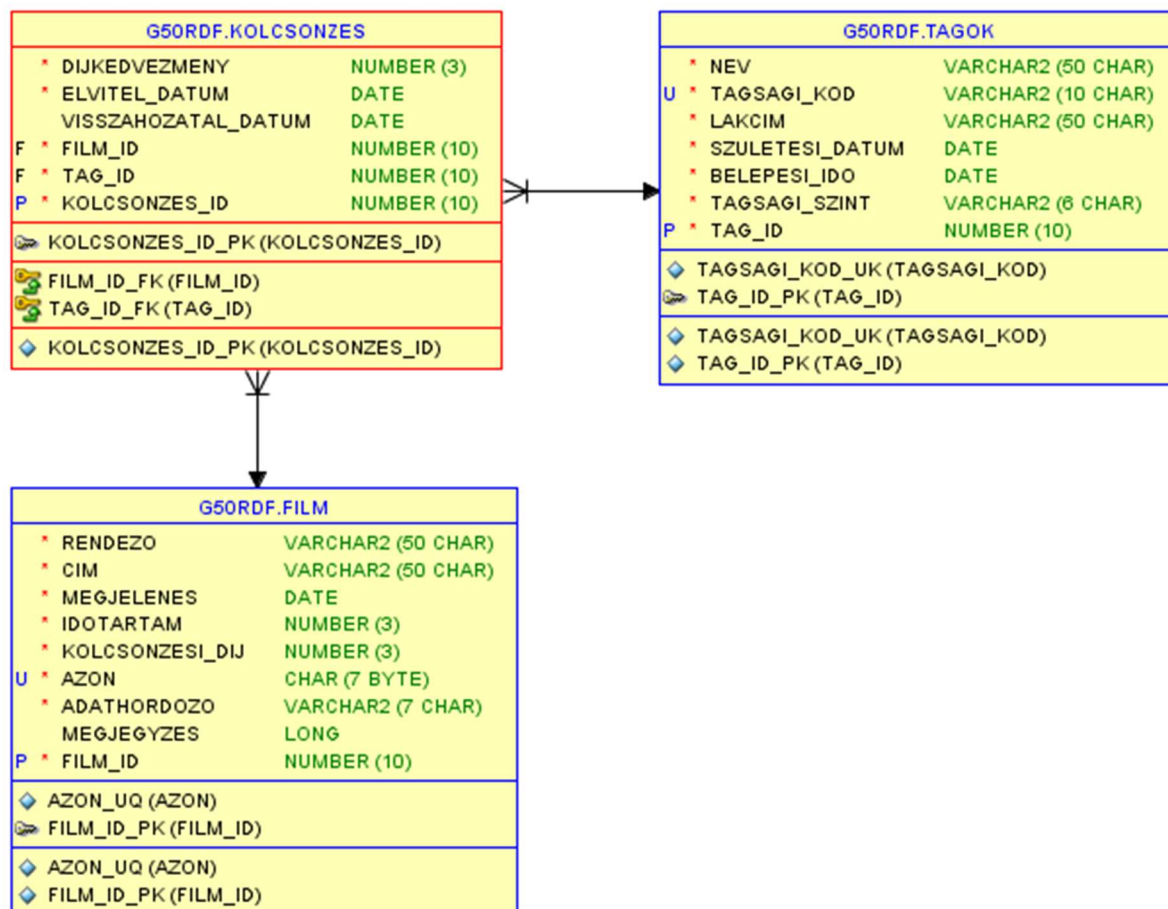 G50RDF.KOLCSONZES
* DIJKEDVEZMENY NUMBER (3)
* ELVITEL_DATUM DATE
VISSZAHOZATAL_DATUM DATE
F * FILM_ID NUMBER (10)
F * TAG_ID NUMBER (10)
P * KOLCSONZES_ID NUMBER (10)
KOLCSONZES_ID_PK (KOLCSONZES_ID)
FILM_ID_FK (FILM_ID)
TAG_ID_FK (TAG_ID)
KOLCSONZES_ID_PK (KOLCSONZES_ID)
G50RDF.TAGOK
* NEV VARCHAR2 (50 CHAR)
U * TAGSAGI_KOD VARCHAR2 (10 CHAR)
* LAKCIM VARCHAR2 (50 CHAR)
* SZULETESI_DATUM DATE
* BELEPESI_IDO DATE
* TAGSAGI_SZINT VARCHAR2 (6 CHAR)
P * TAG_ID NUMBER (10)
TAGSAGI_KOD_UK (TAGSAGI_KOD)
TAG_ID_PK (TAG_ID)
TAGSAGI_KOD_UK (TAGSAGI_KOD)
TAG_ID_PK (TAG_ID)
G50RDF.FILM
* RENDEZO VARCHAR2 (50 CHAR)
* CIM VARCHAR2 (50 CHAR)
* MEGJELENES DATE
* IDOTARTAM NUMBER (3)
* KOLCSONZESI_DIJ NUMBER (3)
U * AZON CHAR (7 BYTE)
* ADATHORDOZO VARCHAR2 (7 CHAR)
MEGJEGYZES LONG
P * FILM_ID NUMBER (10)
AZON_UQ (AZON)
FILM_ID_PK (FILM_ID)
AZON_UQ (AZON)
FILM_ID_PK (FILM_ID)